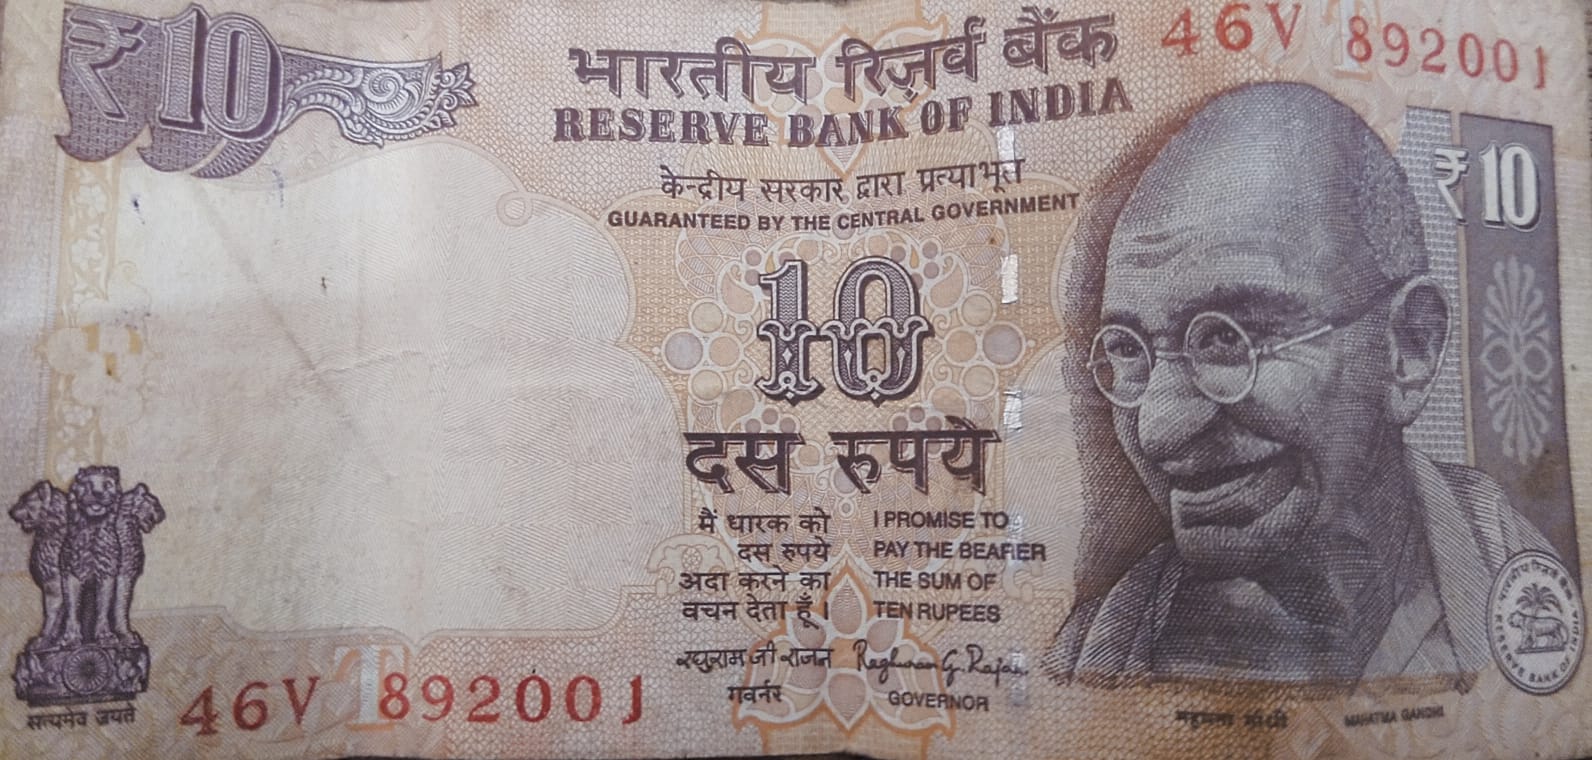 ₹10
भारतीय रिज़र्व बैंक
RESERVE BANK OF INDIA
46V 892001
केन्द्रीय सरकार द्वारा प्रत्याभूत
GUARANTEED BY THE CENTRAL GOVERNMENT
₹10
10
दस रुपये
मैं धारक को
दस रुपये
अदा करने का
वचन देता हूँ।
I PROMISE TO
PAY THE BEARER
THE SUM OF
TEN RUPEES
रघुराम जी राजन
Raghuram G. Rajan
गवर्नर
GOVERNOR
सत्यमेव जयते
46V 892001
महात्मा गांधी
MAHATMA GANDHI
भारतीय रिज़र्व बैंक
RESERVE BANK OF INDIA